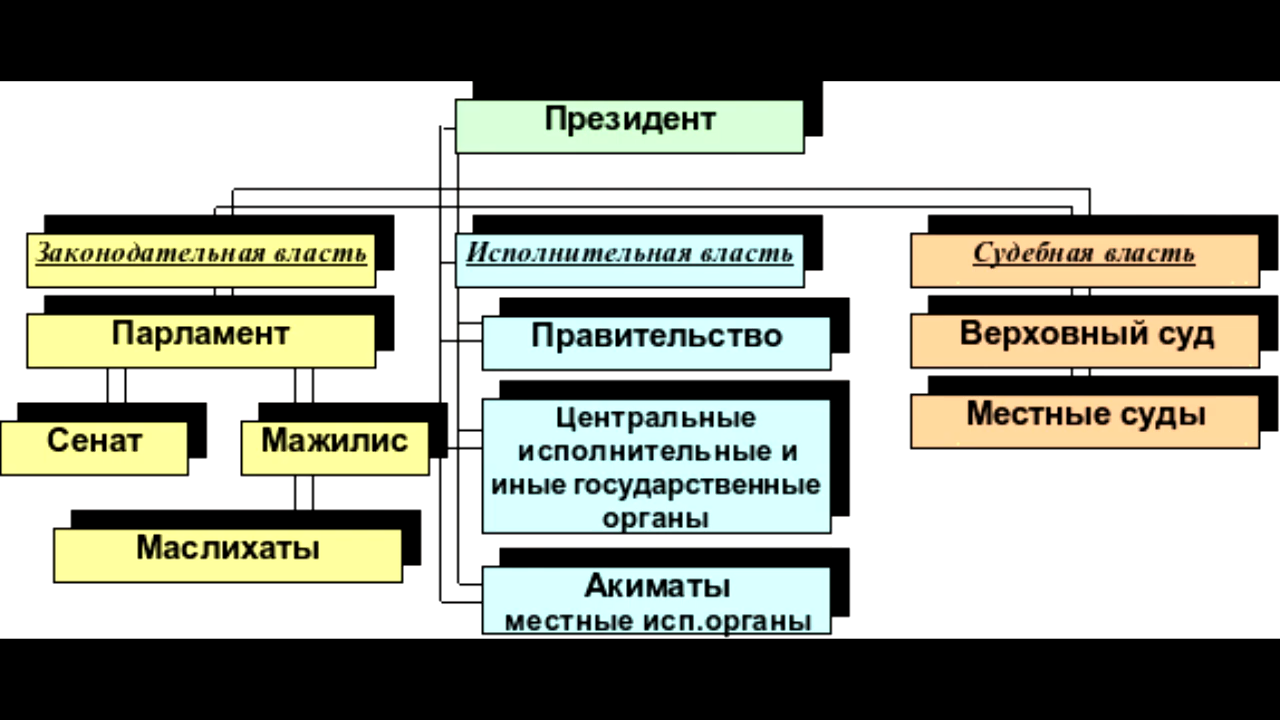 Президент
Законодательная власть
Исполнительная власть
Судебная власть
Парламент
Правительство
Верховный суд
Сенат
Мажилис
Центральные
исполнительные и
иные государственные
органы
Местные суды
Маслихаты
Акиматы
местные исп.органы